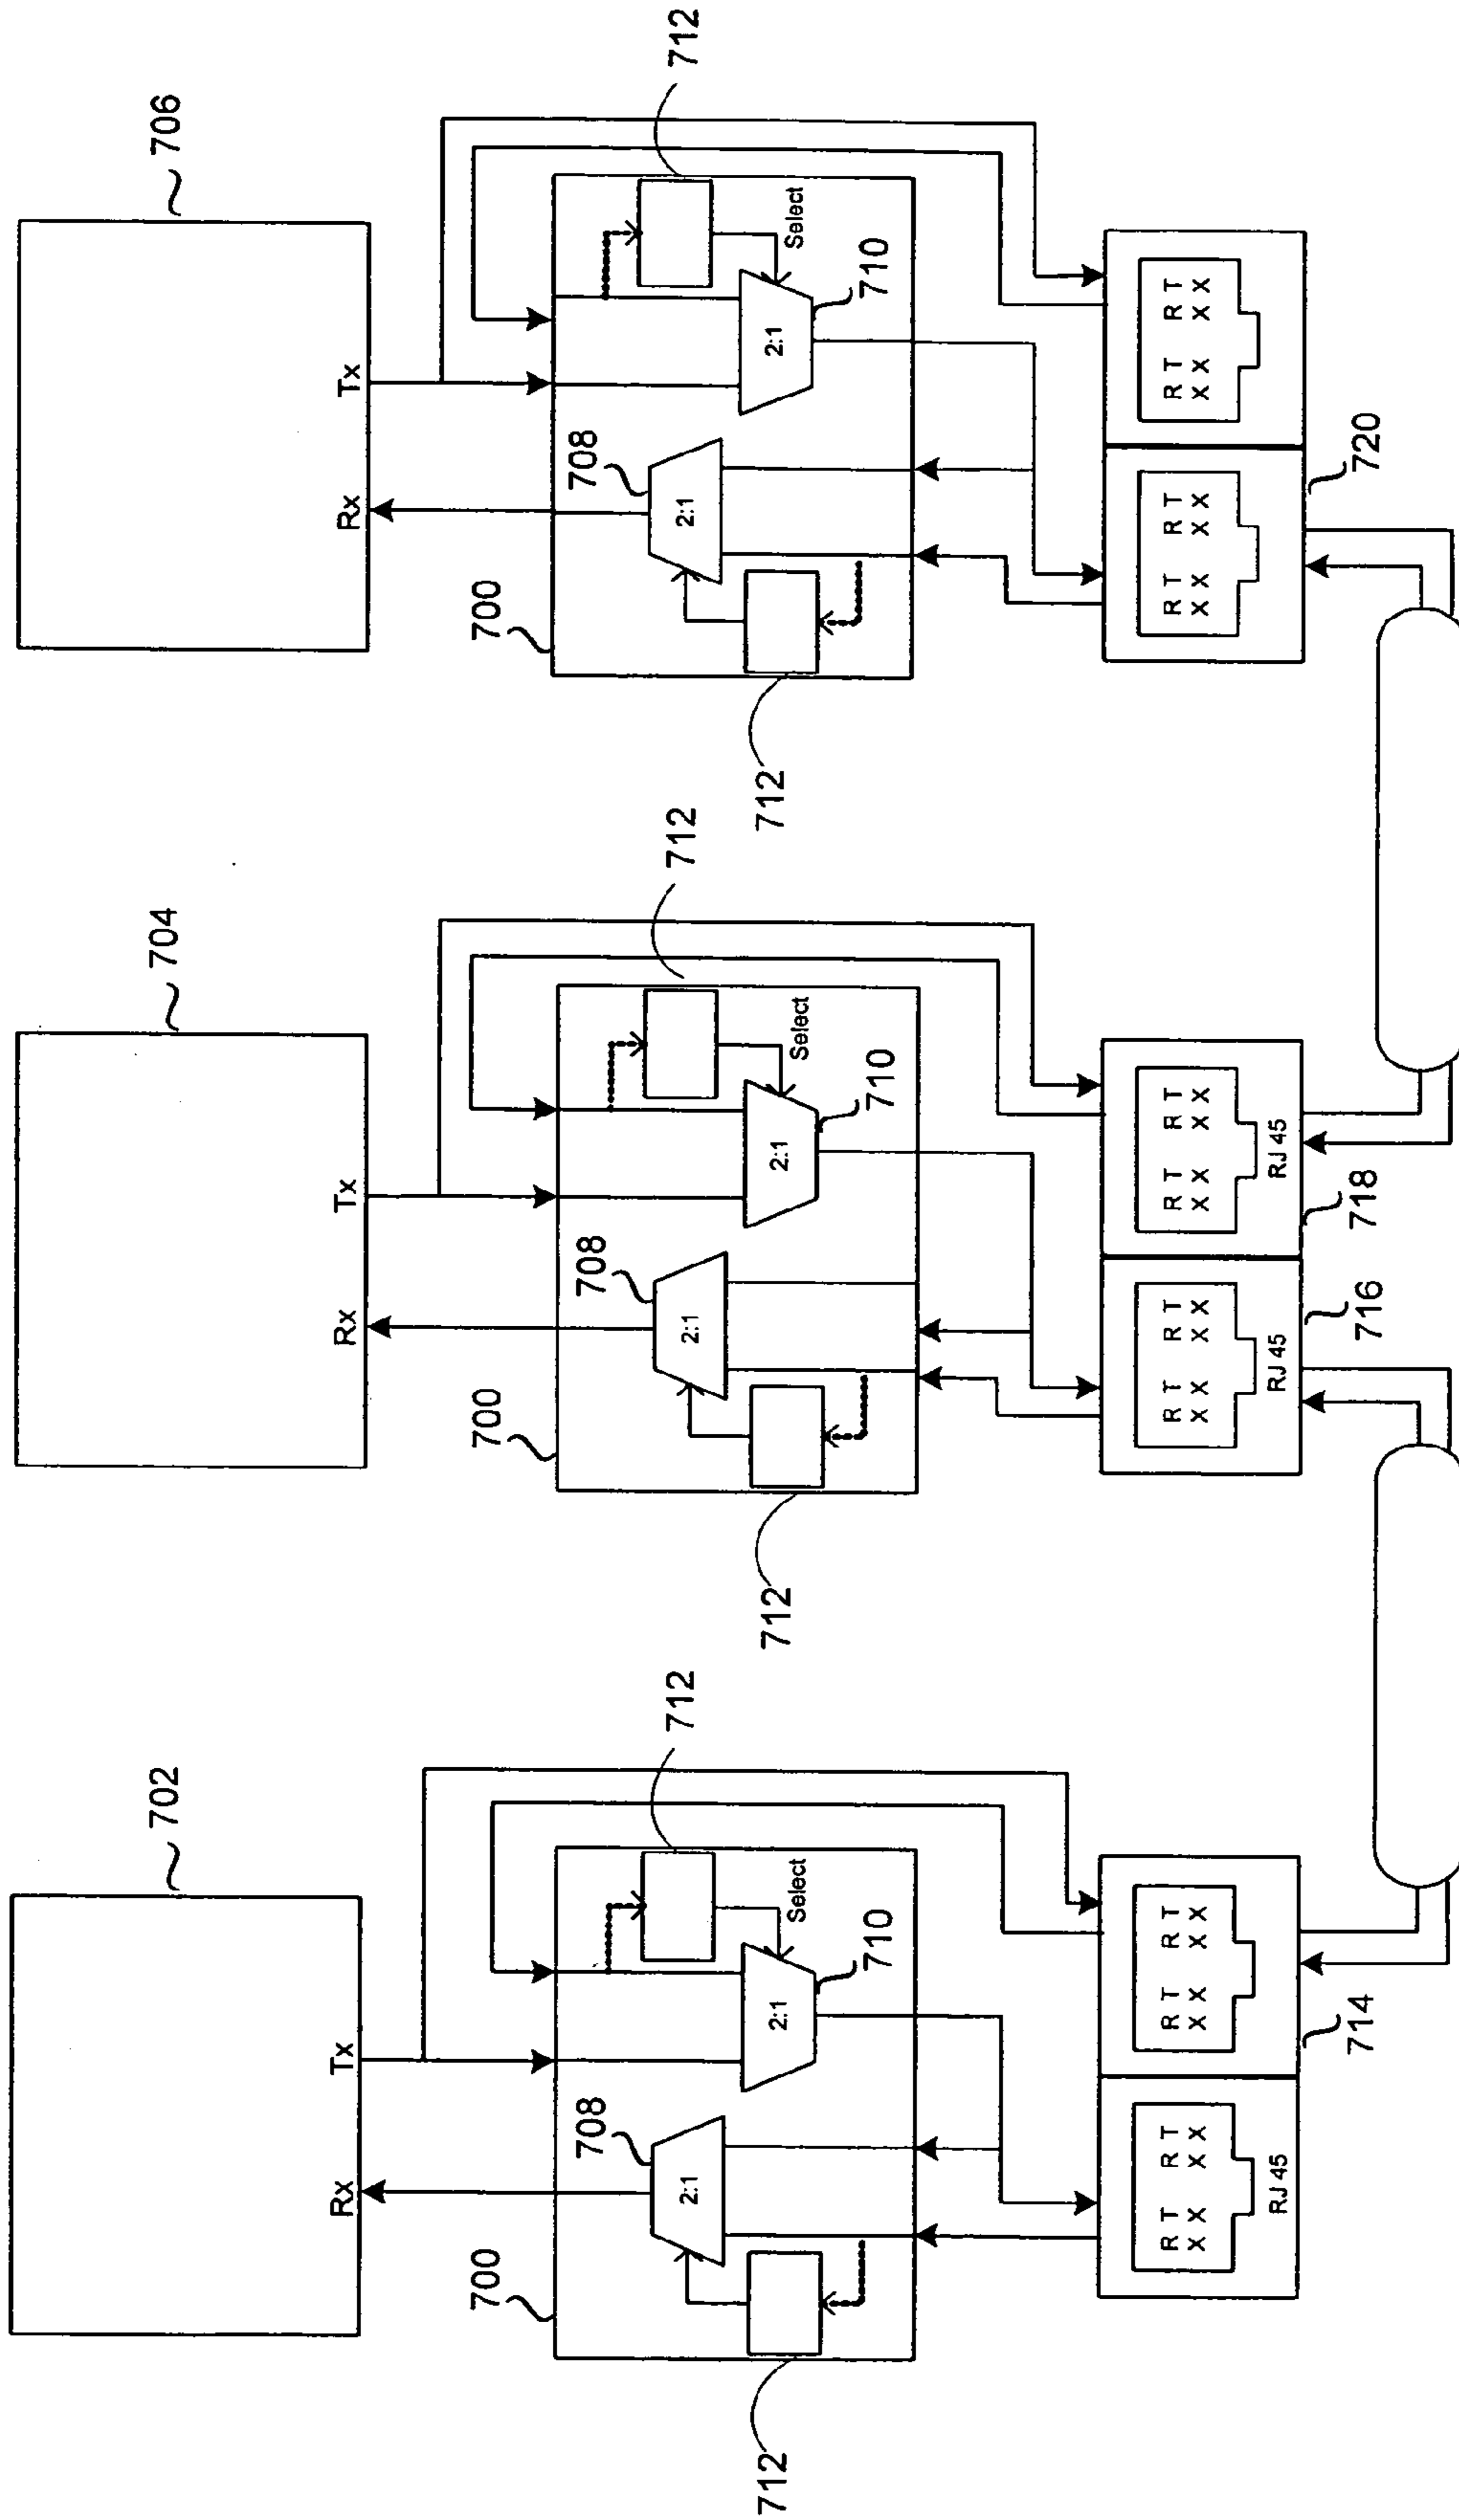 702
Rx
Tx
700
708
712
2:1
2:1
Select
710
712
R T R T
X X X X
R T R T
X X X X
RJ 45
714
704
Rx
Tx
700
708
712
2:1
2:1
Select
710
712
R T R T
X X X X
R T R T
X X X X
RJ 45
RJ 45
716
718
706
Rx
Tx
700
708
712
2:1
2:1
Select
710
712
R T R T
X X X X
R T R T
X X X X
720